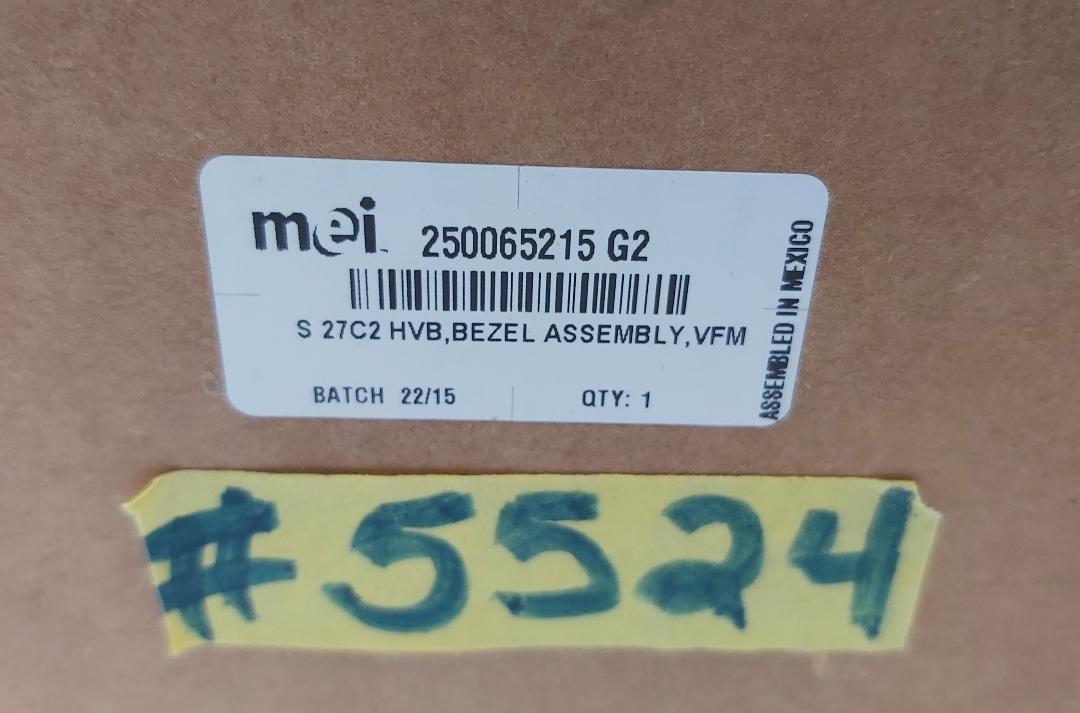 mei 250065215 G2
S 27C2 HVB,BEZEL ASSEMBLY,VFM
BATCH 22/15 QTY: 1
ASSEMBLED IN MEXICO
#5524